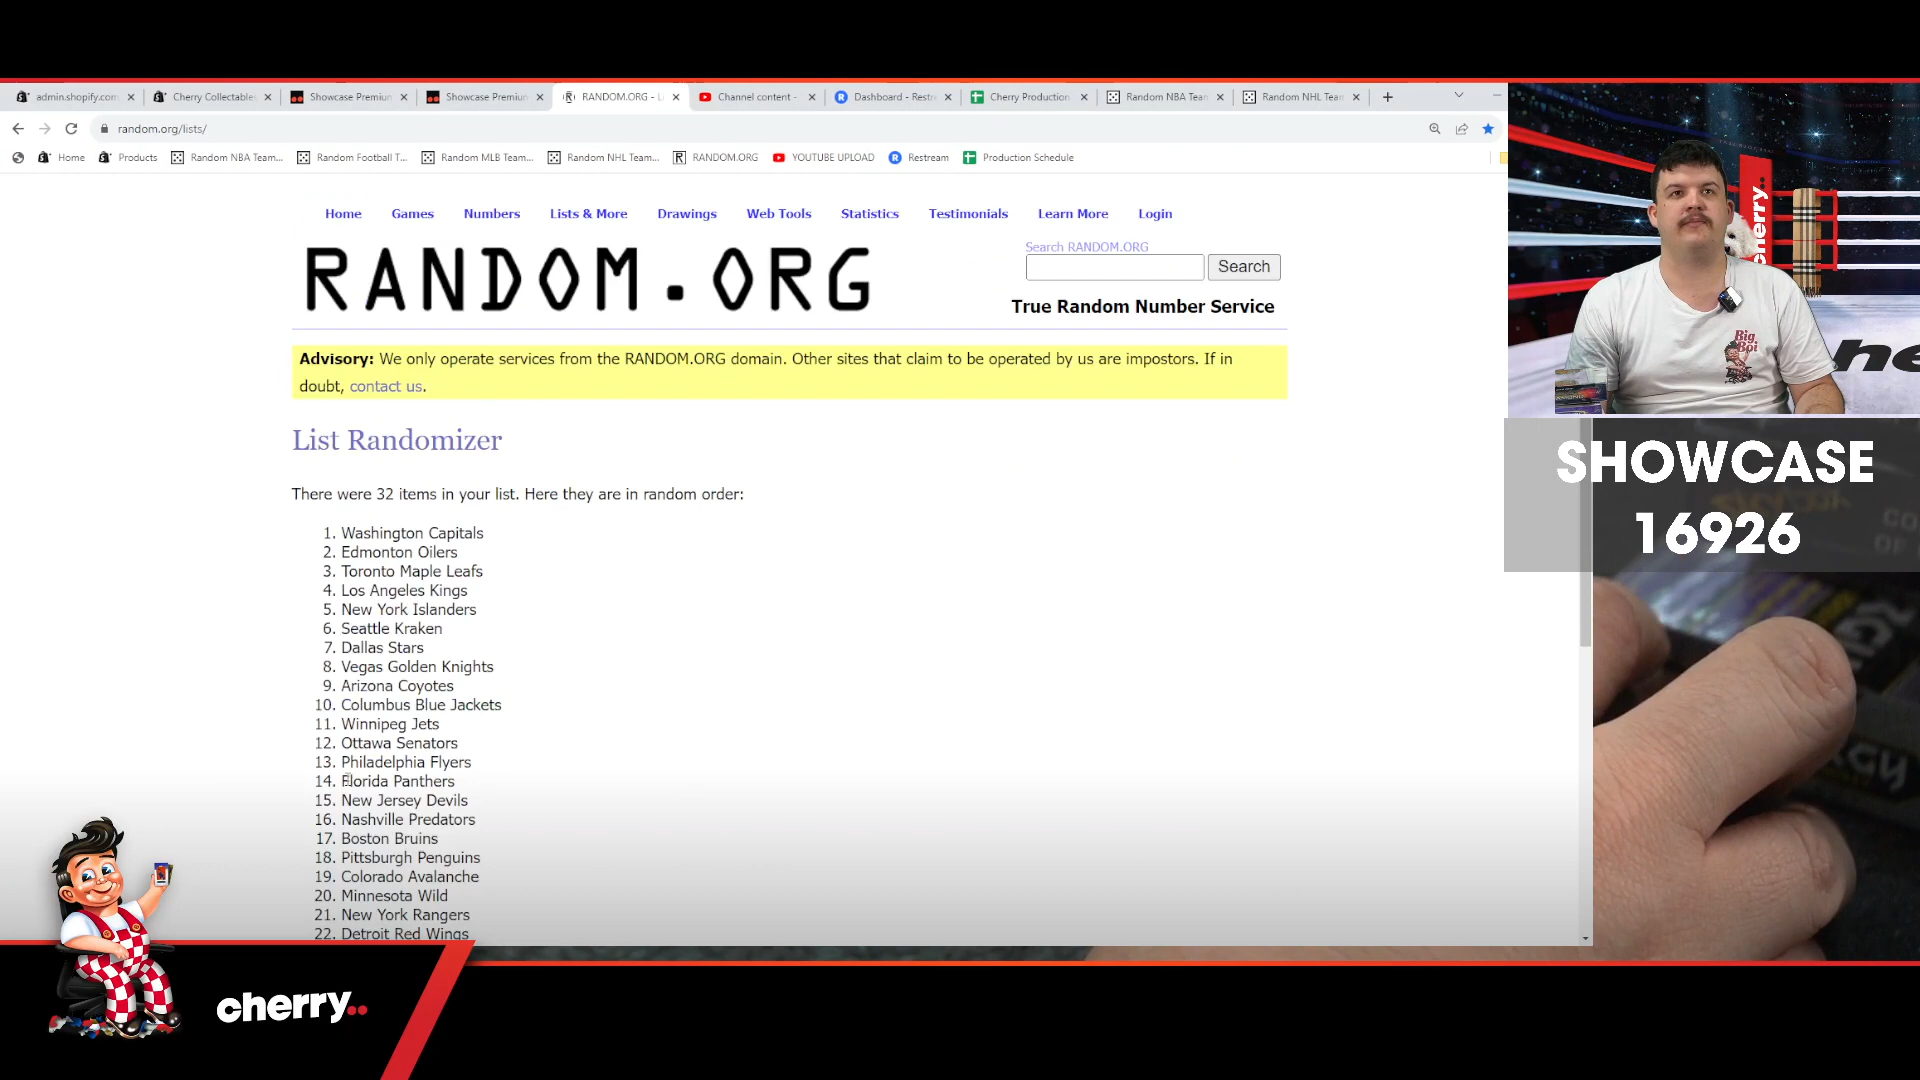 admin.shopify.com
Cherry Collectable
Showcase Premium
Showcase Premium
RANDOM.ORG - L
Channel content -
Dashboard - Restre
Cherry Production
Random NBA Team
Random NHL Team
random.org/lists/
Home
Products
Random NBA Team...
Random Football T...
Random MLB Team...
Random NHL Team...
RANDOM.ORG
YOUTUBE UPLOAD
Restream
Production Schedule
Home
Games
Numbers
Lists & More
Drawings
Web Tools
Statistics
Testimonials
Learn More
Login
RANDOM.ORG
Search RANDOM.ORG
Search
True Random Number Service
Advisory: We only operate services from the RANDOM.ORG domain. Other sites that claim to be operated by us are impostors. If in
doubt, contact us.
List Randomizer
There were 32 items in your list. Here they are in random order:
1. Washington Capitals
2. Edmonton Oilers
3. Toronto Maple Leafs
4. Los Angeles Kings
5. New York Islanders
6. Seattle Kraken
7. Dallas Stars
8. Vegas Golden Knights
9. Arizona Coyotes
10. Columbus Blue Jackets
11. Winnipeg Jets
12. Ottawa Senators
13. Philadelphia Flyers
14. Florida Panthers
15. New Jersey Devils
16. Nashville Predators
17. Boston Bruins
18. Pittsburgh Penguins
19. Colorado Avalanche
20. Minnesota Wild
21. New York Rangers
22. Detroit Red Wings
cherry.
Big
Boi
he
SHOWCASE
16926
CO
OF
cherry..